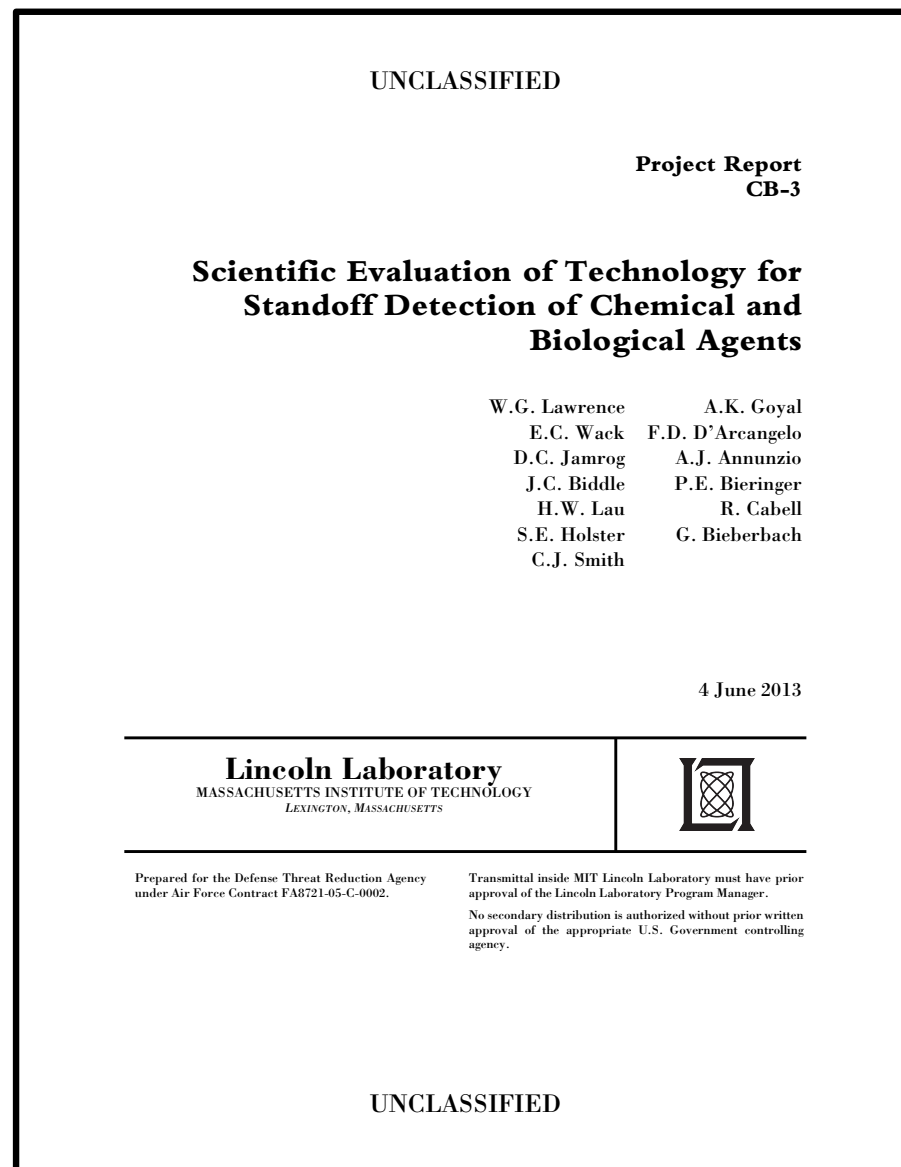 UNCLASSIFIED
Project Report
CB-3
Scientific Evaluation of Technology for
Standoff Detection of Chemical and
Biological Agents
W.G. Lawrence
E.C. Wack
D.C. Jamrog
J.C. Biddle
H.W. Lau
S.E. Holster
C.J. Smith
A.K. Goyal
F.D. D'Arcangelo
A.J. Annunzio
P.E. Bieringer
R. Cabell
G. Bieberbach
4 June 2013
Lincoln Laboratory
MASSACHUSETTS INSTITUTE OF TECHNOLOGY
LEXINGTON, MASSACHUSETTS
Prepared for the Defense Threat Reduction Agency
under Air Force Contract FA8721-05-C-0002.
Transmittal inside MIT Lincoln Laboratory must have prior
approval of the Lincoln Laboratory Program Manager.
No secondary distribution is authorized without prior written
approval of the appropriate U.S. Government controlling
agency.
UNCLASSIFIED